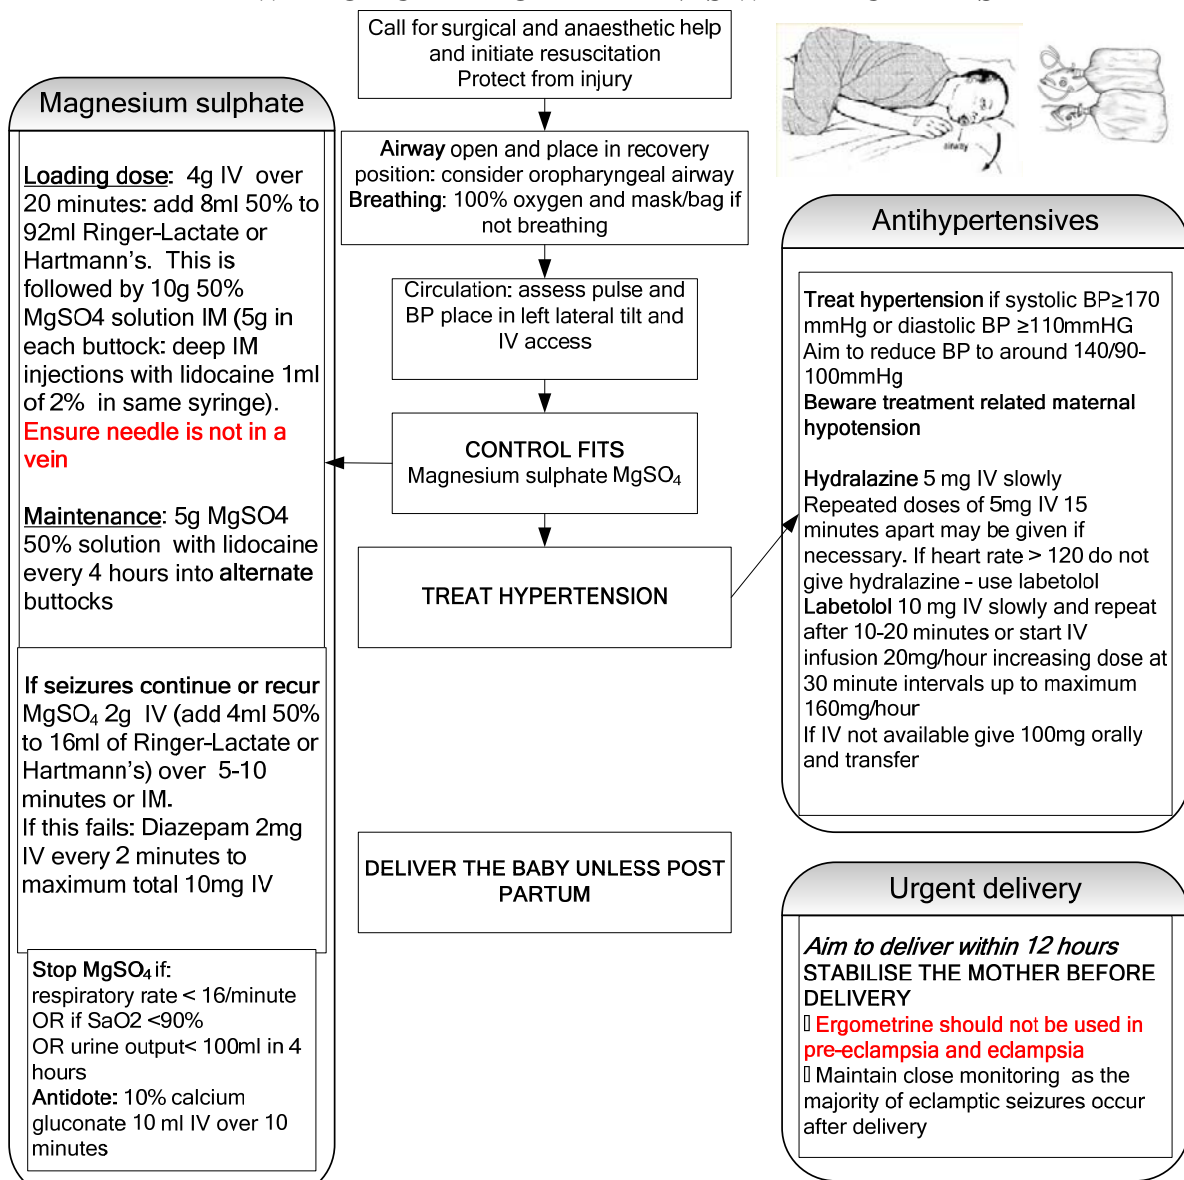 Call for surgical and anaesthetic help
and initiate resuscitation
Protect from injury
Airway open and place in recovery
position: consider oropharyngeal airway
Breathing: 100% oxygen and mask/bag if
not breathing
Circulation: assess pulse and
BP place in left lateral tilt and
IV access
CONTROL FITS
Magnesium sulphate MgSO₄
TREAT HYPERTENSION
DELIVER THE BABY UNLESS POST
PARTUM
Magnesium sulphate
Loading dose: 4g IV over
20 minutes: add 8ml 50% to
92ml Ringer-Lactate or
Hartmann's. This is
followed by 10g 50%
MgSO4 solution IM (5g in
each buttock: deep IM
injections with lidocaine 1ml
of 2% in same syringe).
Ensure needle is not in a
vein
Maintenance: 5g MgSO4
50% solution with lidocaine
every 4 hours into alternate
buttocks
If seizures continue or recur
MgSO₄ 2g IV (add 4ml 50%
to 16ml of Ringer-Lactate or
Hartmann's) over 5-10
minutes or IM.
If this fails: Diazepam 2mg
IV every 2 minutes to
maximum total 10mg IV
Stop MgSO₄ if:
respiratory rate < 16/minute
OR if SaO2 <90%
OR urine output< 100ml in 4
hours
Antidote: 10% calcium
gluconate 10 ml IV over 10
minutes
airway
Antihypertensives
Treat hypertension if systolic BP≥170
mmHg or diastolic BP ≥110mmHG
Aim to reduce BP to around 140/90-
100mmHg
Beware treatment related maternal
hypotension
Hydralazine 5 mg IV slowly
Repeated doses of 5mg IV 15
minutes apart may be given if
necessary. If heart rate > 120 do not
give hydralazine - use labetolol
Labetolol 10 mg IV slowly and repeat
after 10-20 minutes or start IV
infusion 20mg/hour increasing dose at
30 minute intervals up to maximum
160mg/hour
If IV not available give 100mg orally
and transfer
Urgent delivery
Aim to deliver within 12 hours
STABILISE THE MOTHER BEFORE
DELIVERY
Ergometrine should not be used in
pre-eclampsia and eclampsia
Maintain close monitoring as the
majority of eclamptic seizures occur
after delivery